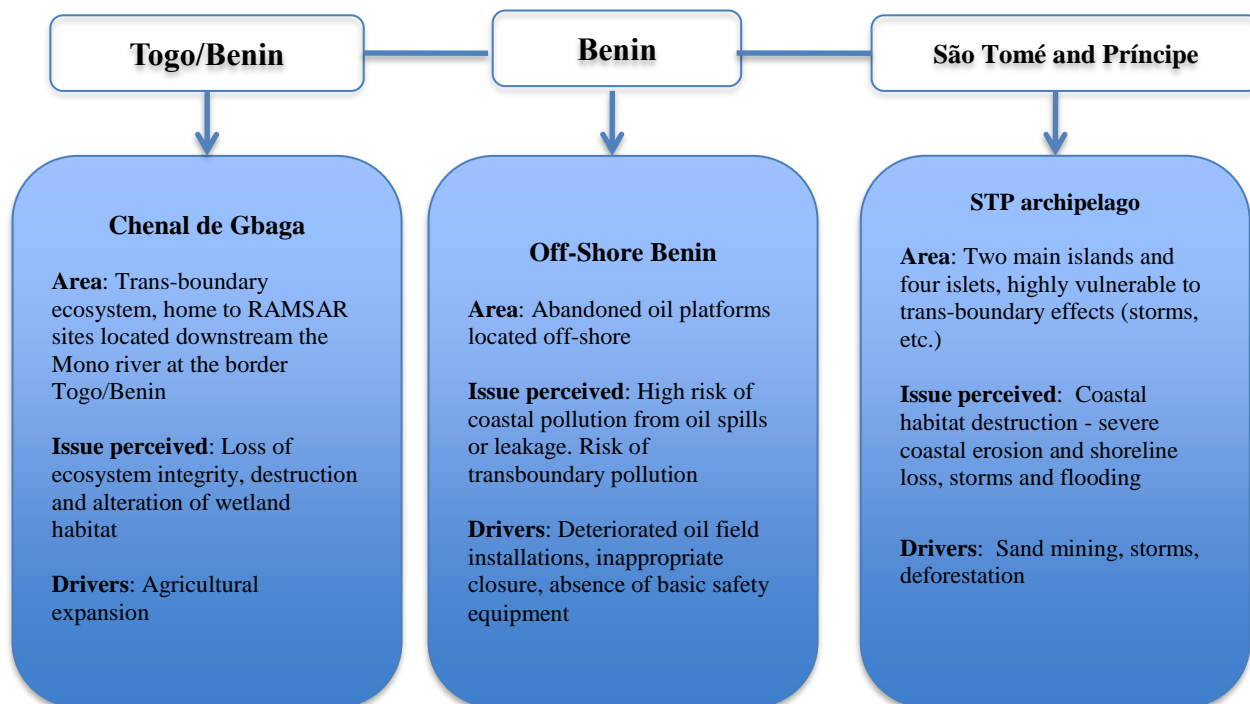 Togo/Benin
Benin
São Tomé and Príncipe
Chenal de Gbaga
Area: Trans-boundary
ecosystem, home to RAMSAR
sites located downstream the
Mono river at the border
Togo/Benin
Issue perceived: Loss of
ecosystem integrity, destruction
and alteration of wetland
habitat
Drivers: Agricultural
expansion
Off-Shore Benin
Area: Abandoned oil platforms
located off-shore
Issue perceived: High risk of
coastal pollution from oil spills
or leakage. Risk of
transboundary pollution
Drivers: Deteriorated oil field
installations, inappropriate
closure, absence of basic safety
equipment
STP archipelago
Area: Two main islands and
four islets, highly vulnerable to
trans-boundary effects (storms,
etc.)
Issue perceived:  Coastal
habitat destruction - severe
coastal erosion and shoreline
loss, storms and flooding
Drivers:  Sand mining, storms,
deforestation